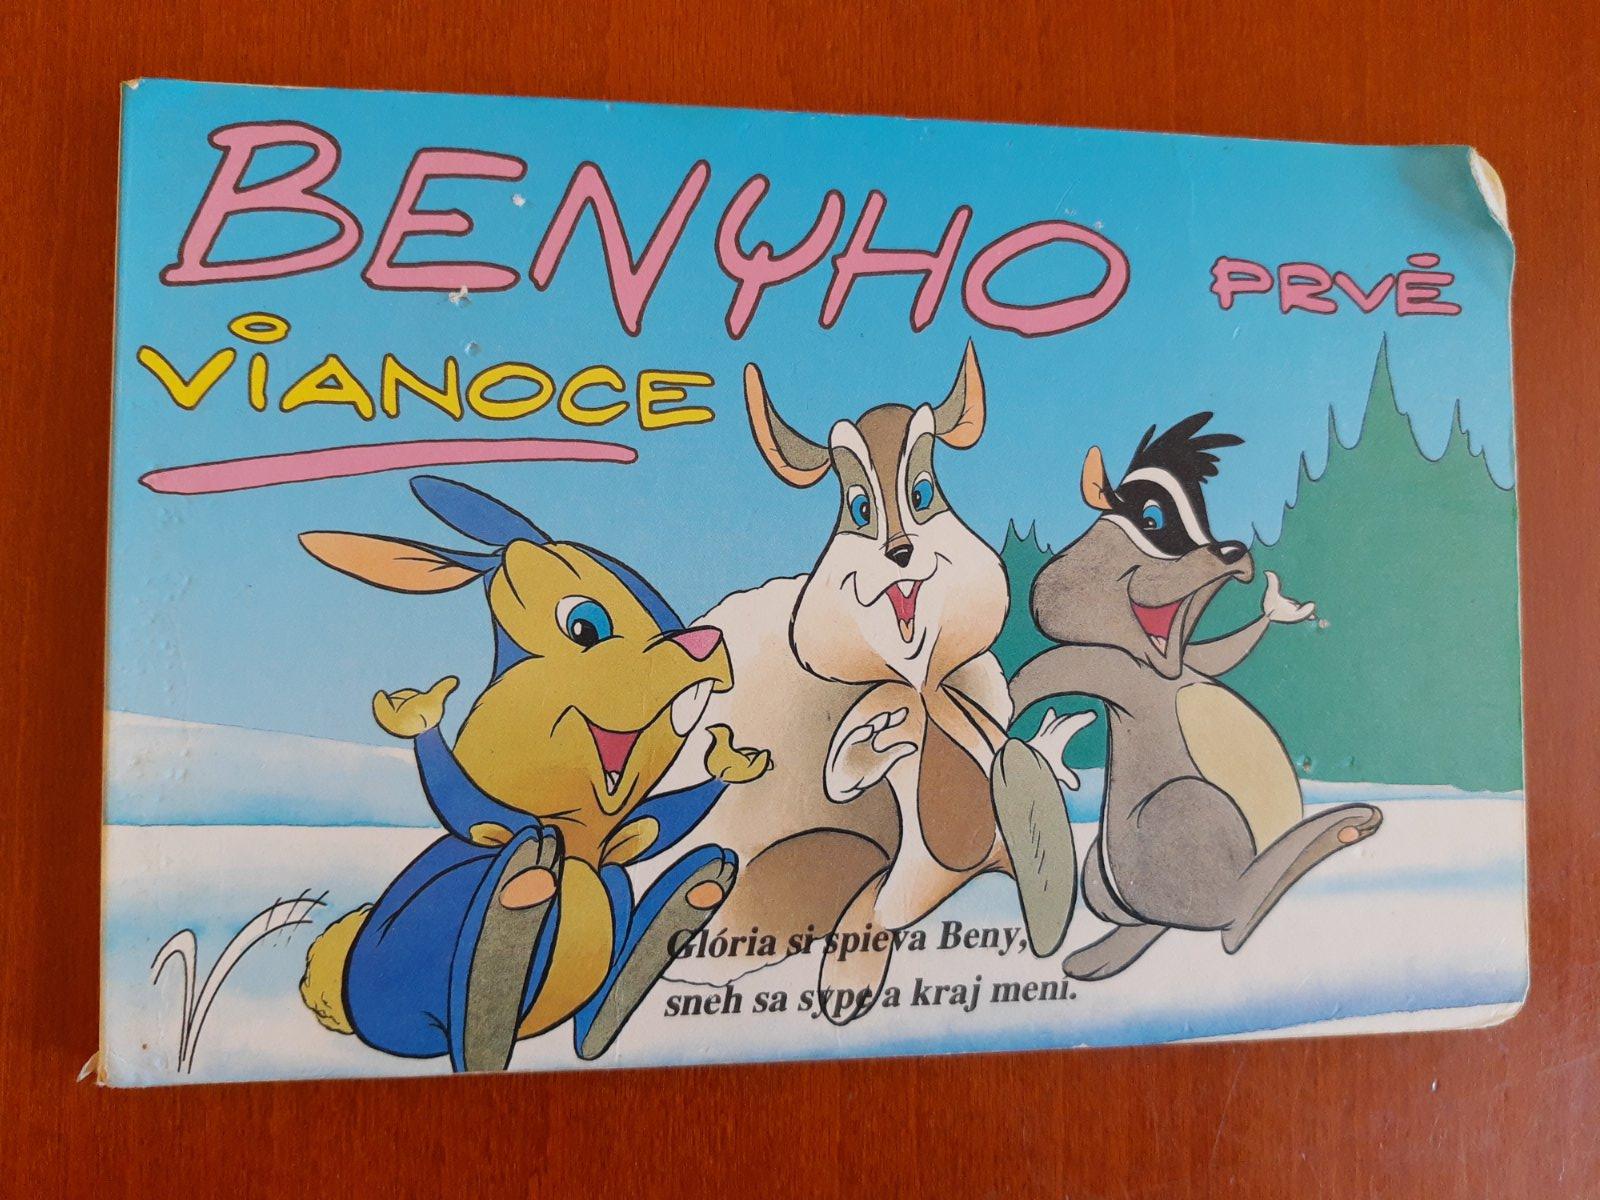 BENYHO PRVÉ
VIANOCE
Glória si spieva Beny,
sneh sa sype a kraj mení.